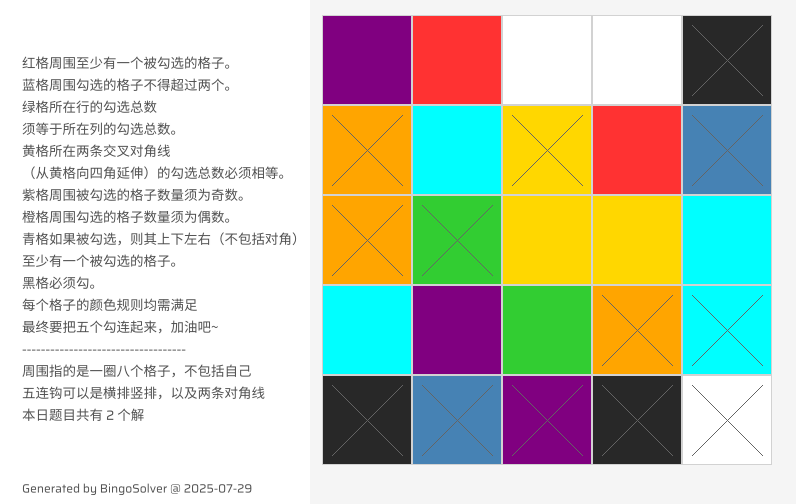 红格周围至少有一个被勾选的格子。
蓝格周围勾选的格子不得超过两个。
绿格所在行的勾选总数
须等于所在列的勾选总数。
黄格所在两条交叉对角线
（从黄格向四角延伸）的勾选总数必须相等。
紫格周围被勾选的格子数量须为奇数。
橙格周围勾选的格子数量须为偶数。
青格如果被勾选，则其上下左右（不包括对角）
至少有一个被勾选的格子。
黑格必须勾。
每个格子的颜色规则均需满足
最终要把五个勾连起来，加油吧~
----------------------------------
周围指的是一圈八个格子，不包括自己
五连钩可以是横排竖排，以及两条对角线
本日题目共有 2 个解
Generated by BingoSolver @ 2025-07-29